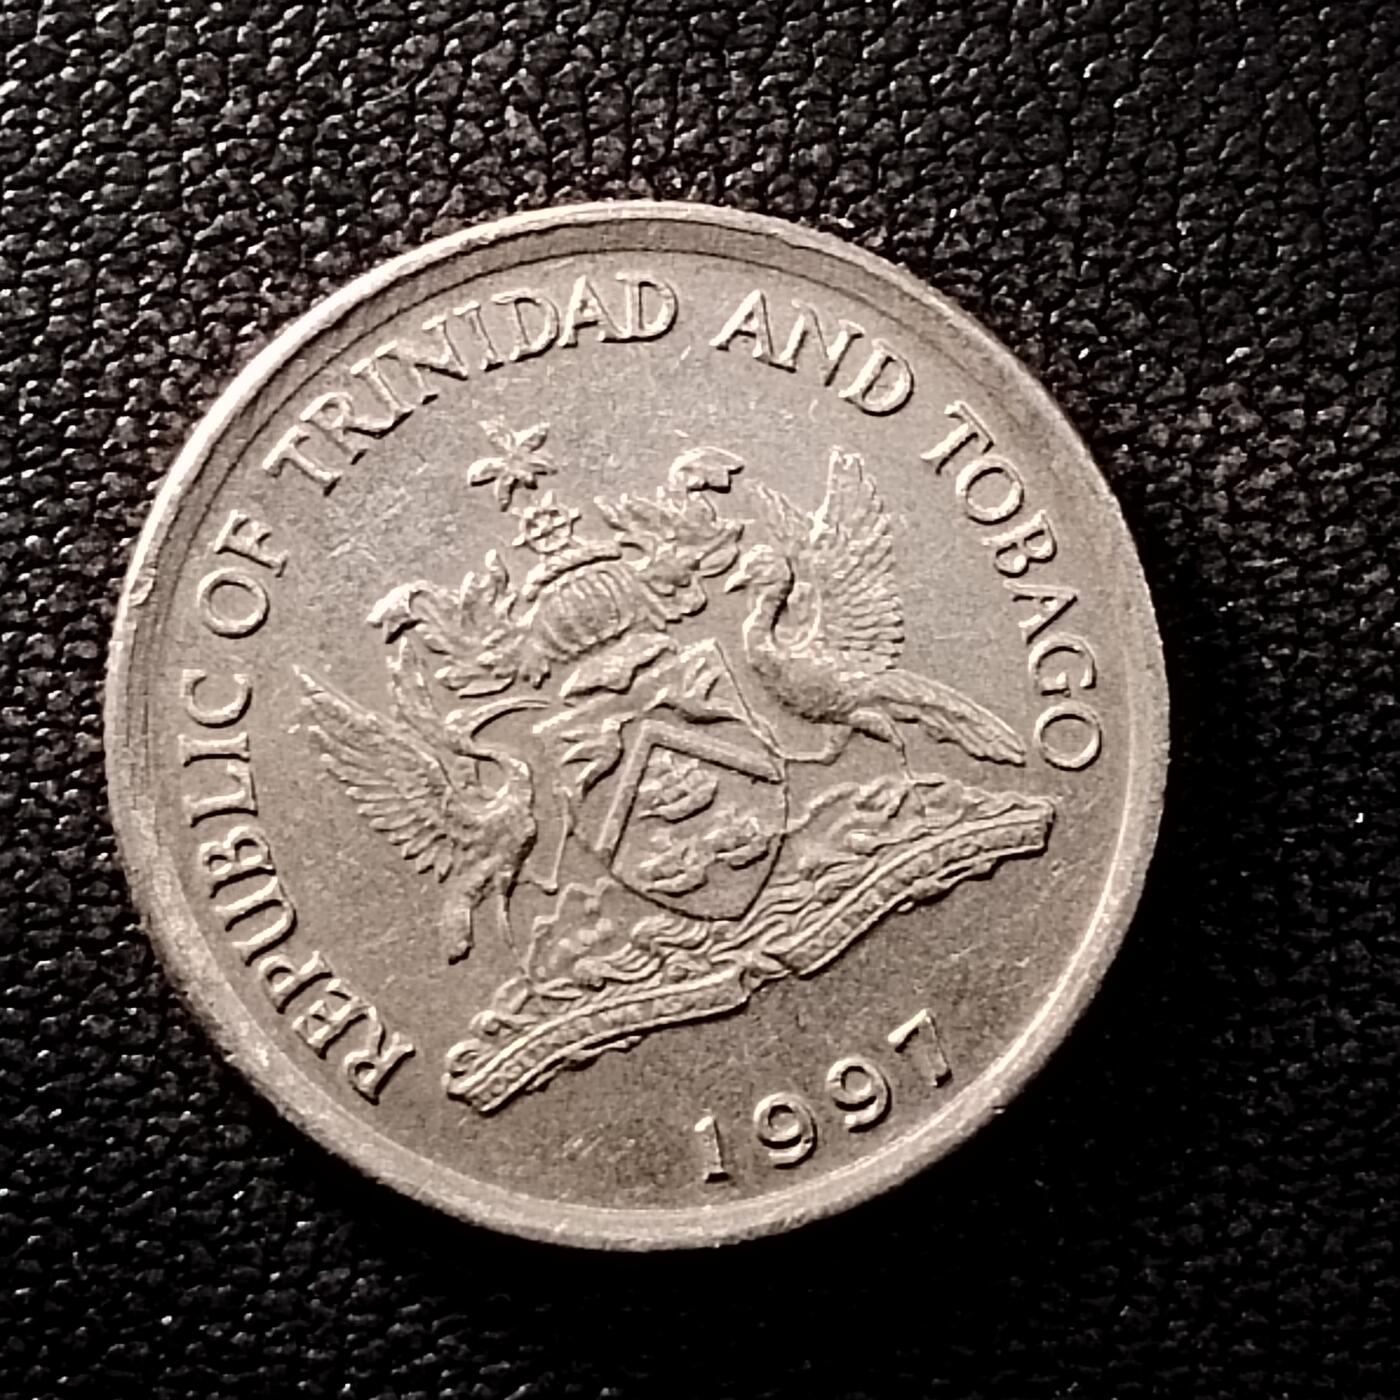 REPUBLIC OF TRINIDAD AND TOBAGO
1997